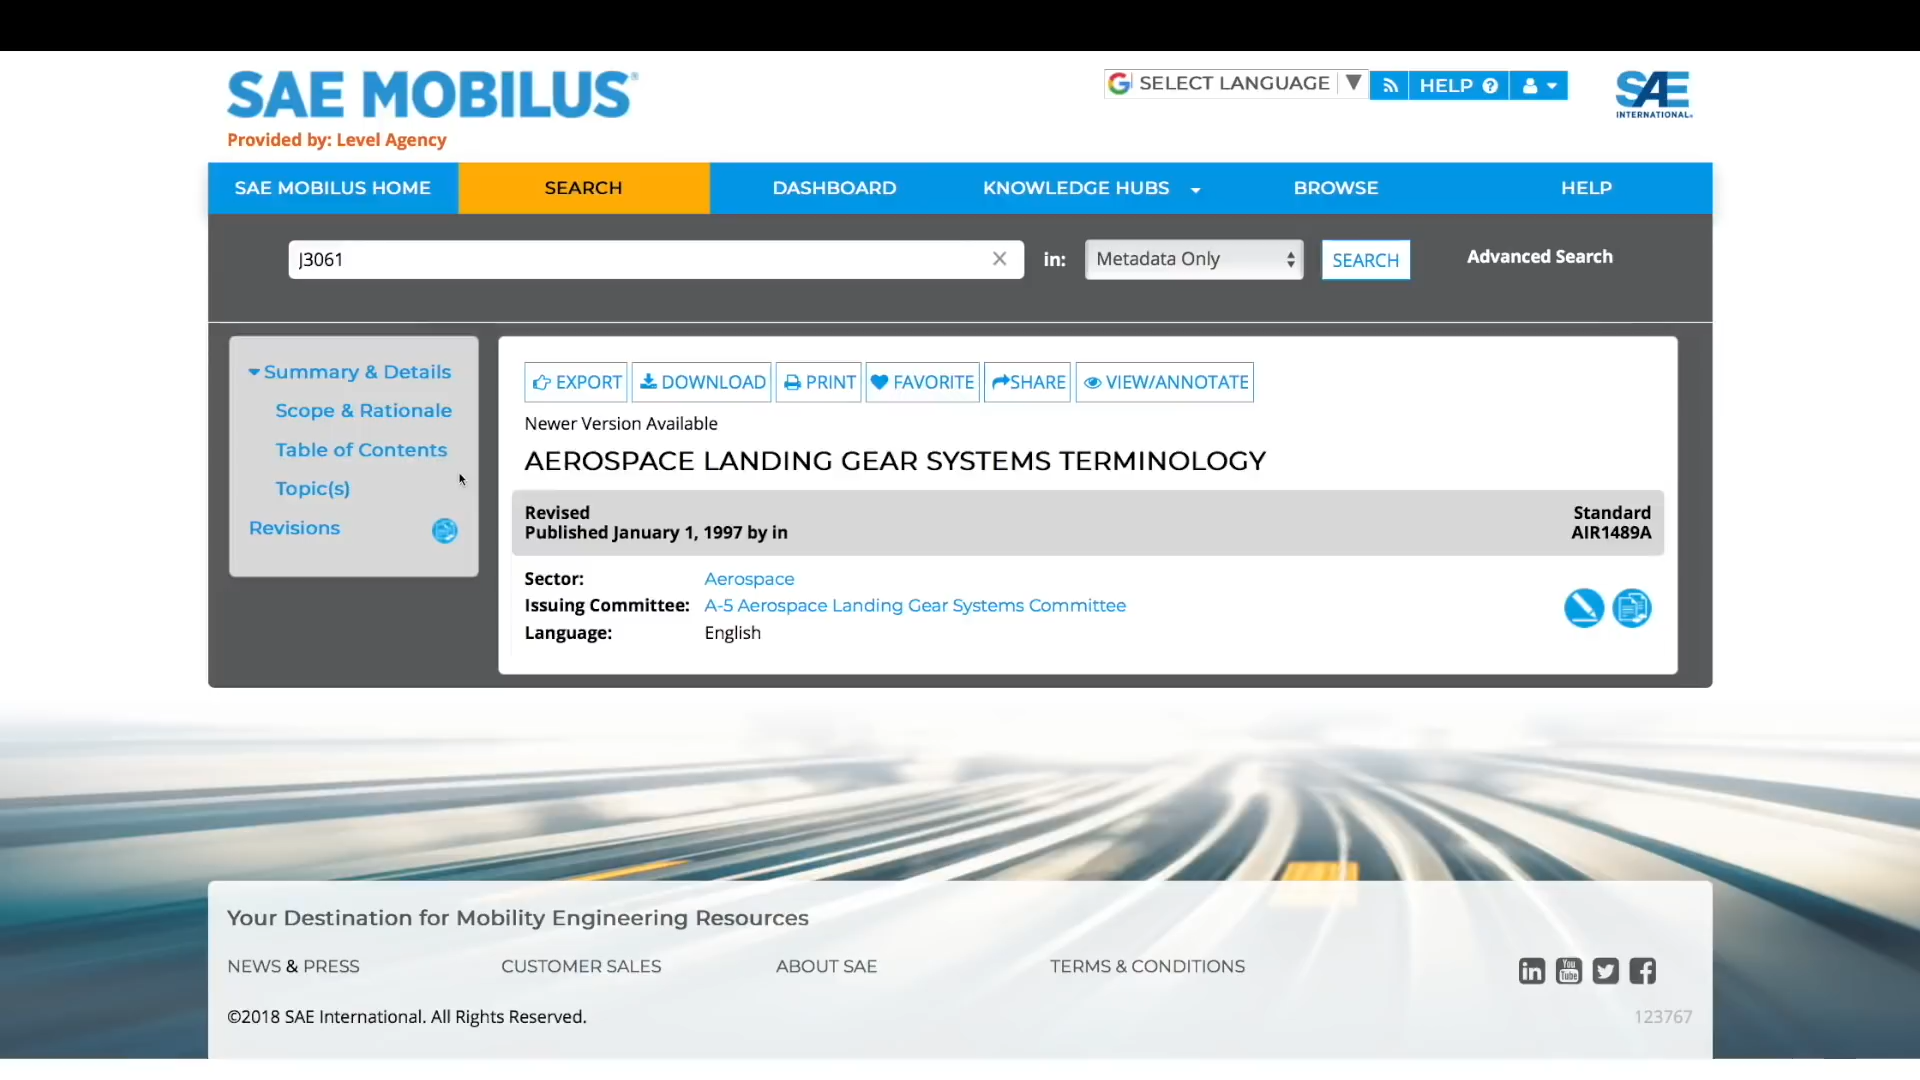 SAE MOBILUS®
Provided by: Level Agency
SELECT LANGUAGE ▼
HELP
SAE
INTERNATIONAL.
SAE MOBILUS HOME
SEARCH
DASHBOARD
KNOWLEDGE HUBS
BROWSE
HELP
J3061
in:
Metadata Only
SEARCH
Advanced Search
Summary & Details
Scope & Rationale
Table of Contents
Topic(s)
Revisions
EXPORT
DOWNLOAD
PRINT
FAVORITE
SHARE
VIEW/ANNOTATE
Newer Version Available
AEROSPACE LANDING GEAR SYSTEMS TERMINOLOGY
Revised
Published January 1, 1997 by in
Standard
AIR1489A
Sector: Aerospace
Issuing Committee: A-5 Aerospace Landing Gear Systems Committee
Language: English
Your Destination for Mobility Engineering Resources
NEWS & PRESS
CUSTOMER SALES
ABOUT SAE
TERMS & CONDITIONS
in
You
Tube
©2018 SAE International. All Rights Reserved.
123767